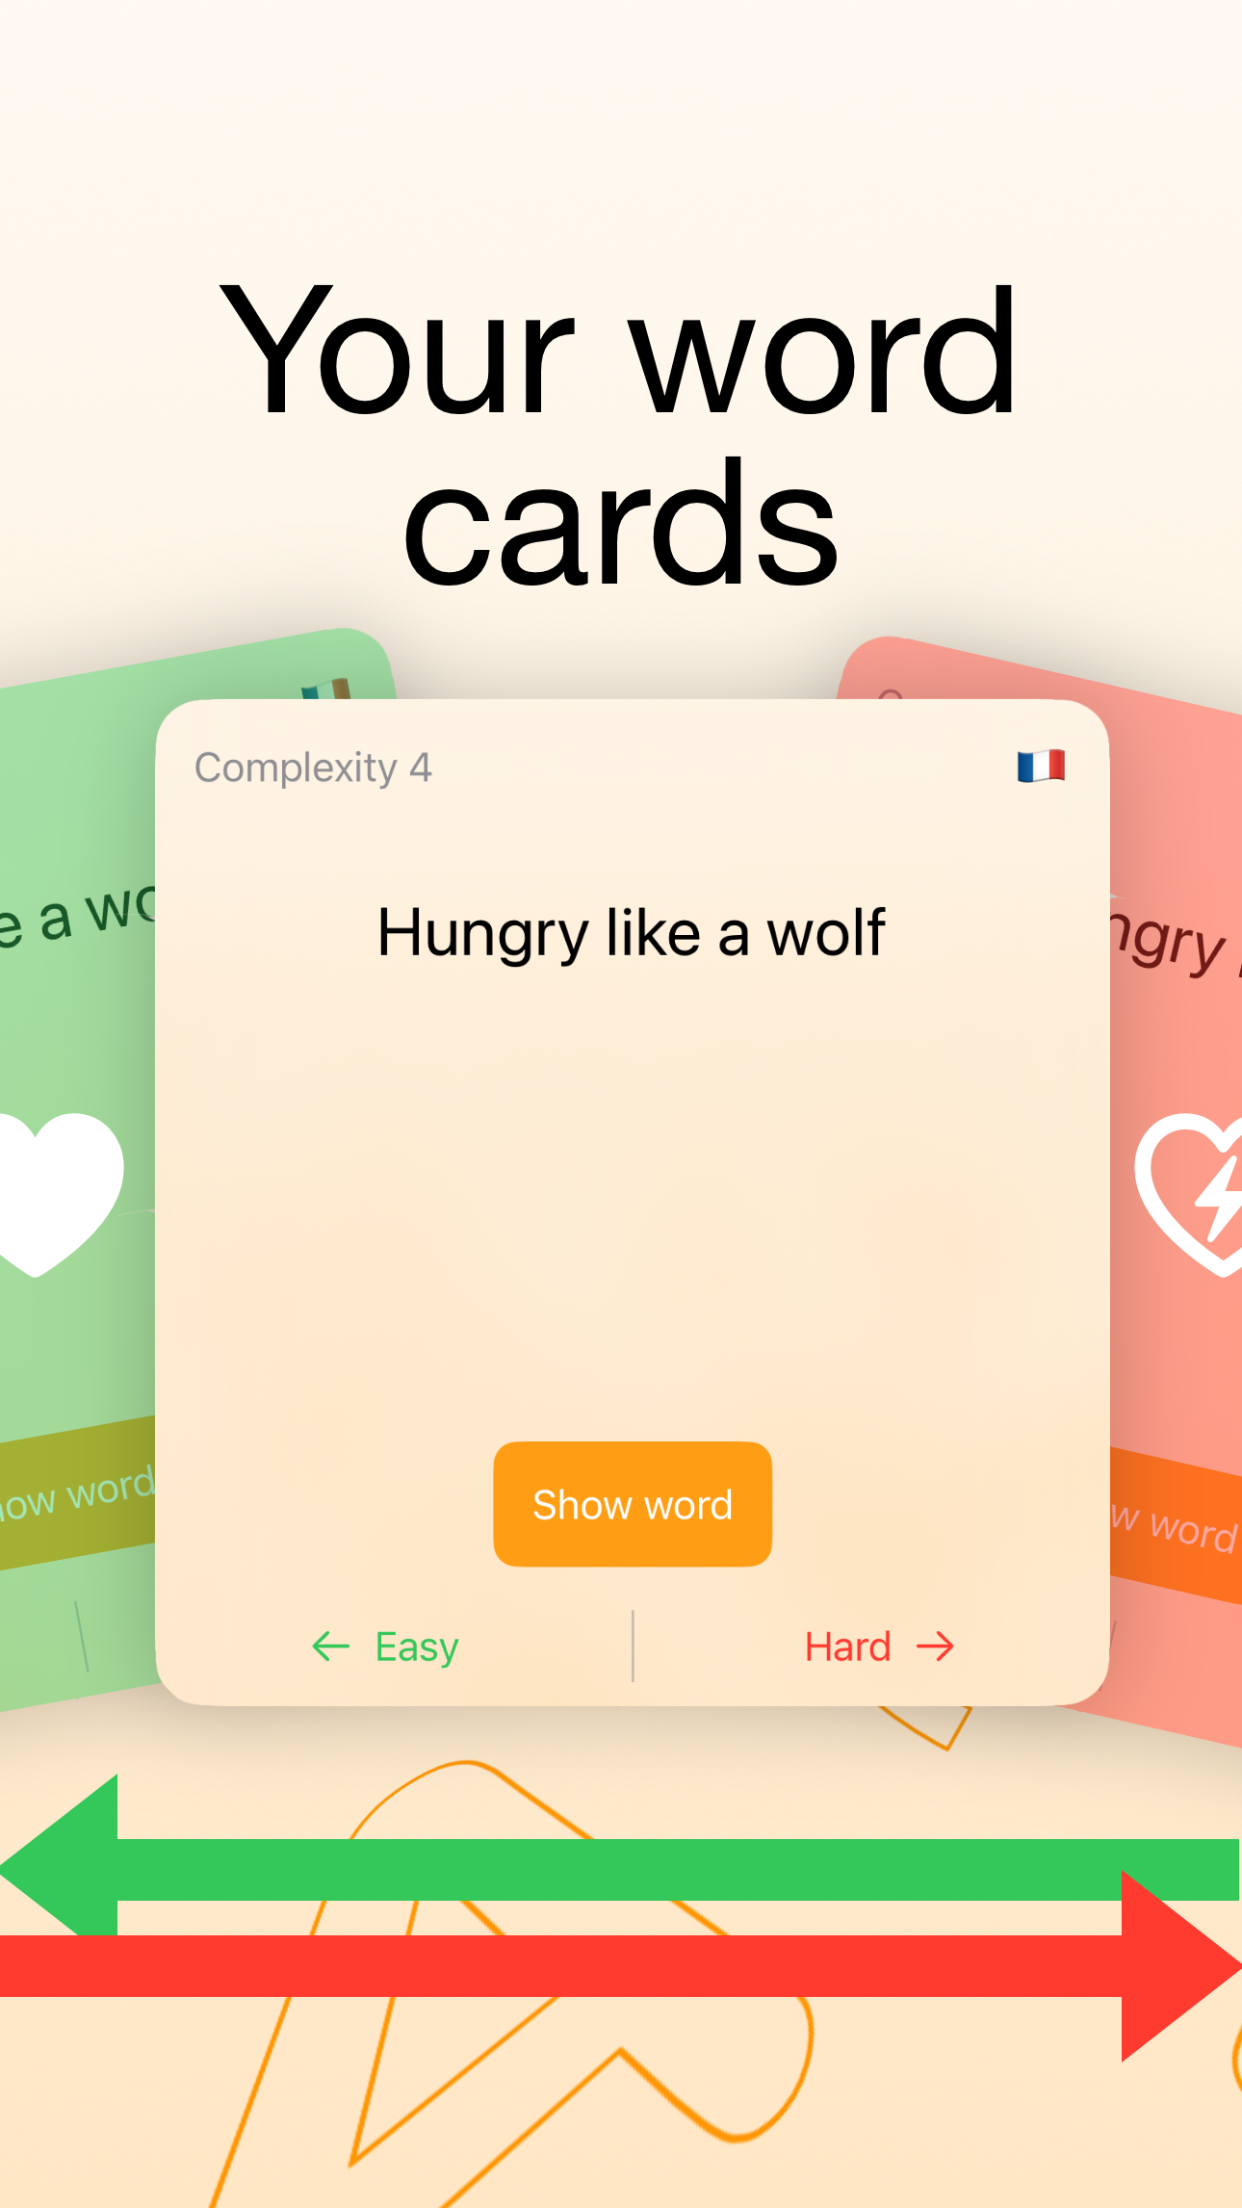 Your word
cards
Complexity 4
e a wo
ngry
Hungry like a wolf
Show word
ow word
w word
← Easy
Hard →